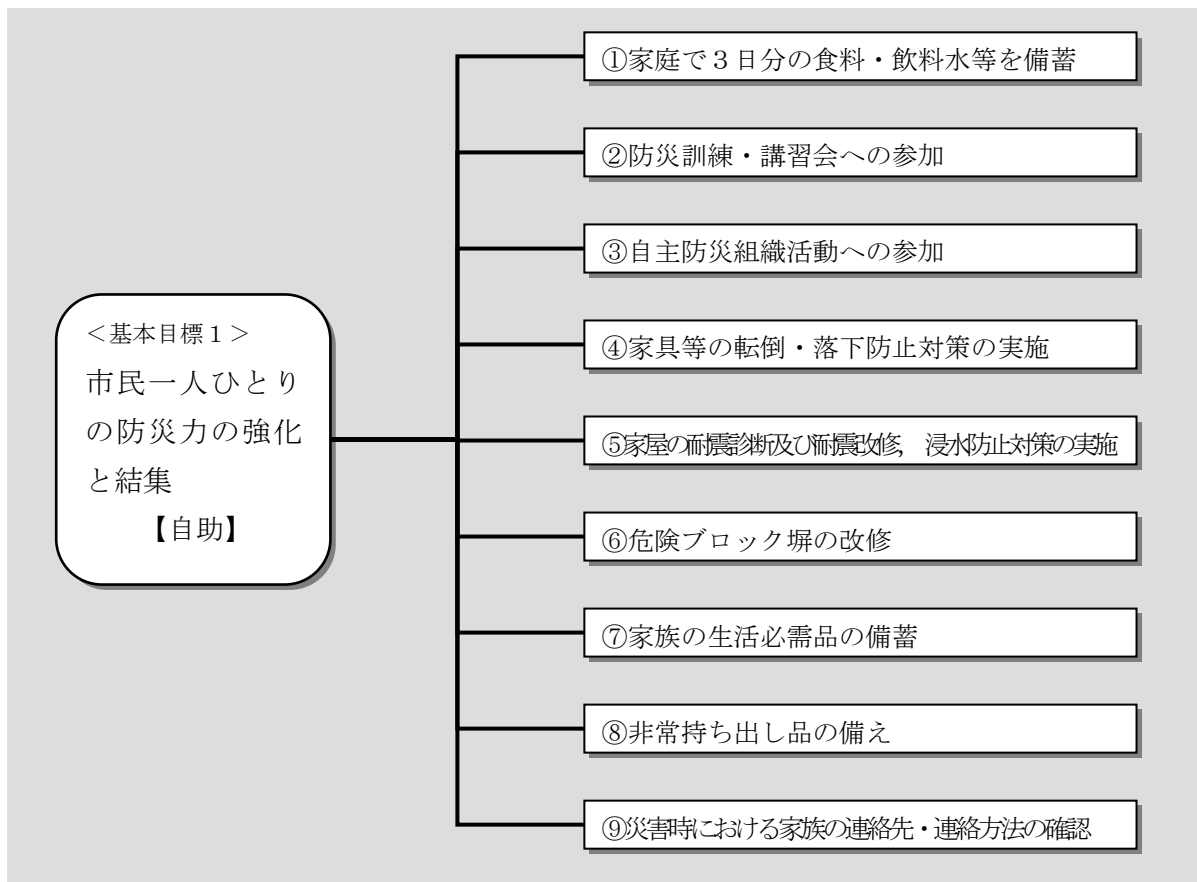 ①家庭で３日分の食料・飲料水等を備蓄
②防災訓練・講習会への参加
③自主防災組織活動への参加
＜基本目標１＞
市民一人ひとり
の防災力の強化
と結集
【自助】
④家具等の転倒・落下防止対策の実施
⑤家屋の耐震診断及び耐震改修，浸水防止対策の実施
⑥危険ブロック塀の改修
⑦家族の生活必需品の備蓄
⑧非常持ち出し品の備え
⑨災害時における家族の連絡先・連絡方法の確認